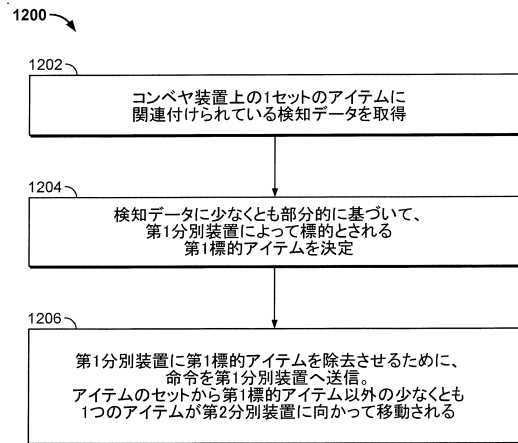 1200
1202
コンベヤ装置上の1セットのアイテムに
関連付けられている検知データを取得
1204
検知データに少なくとも部分的に基づいて、
第1分別装置によって標的とされる
第1標的アイテムを決定
1206
第1分別装置に第1標的アイテムを除去させるために、
命令を第1分別装置へ送信。
アイテムのセットから第1標的アイテム以外の少なくとも
1つのアイテムが第2分別装置に向かって移動される